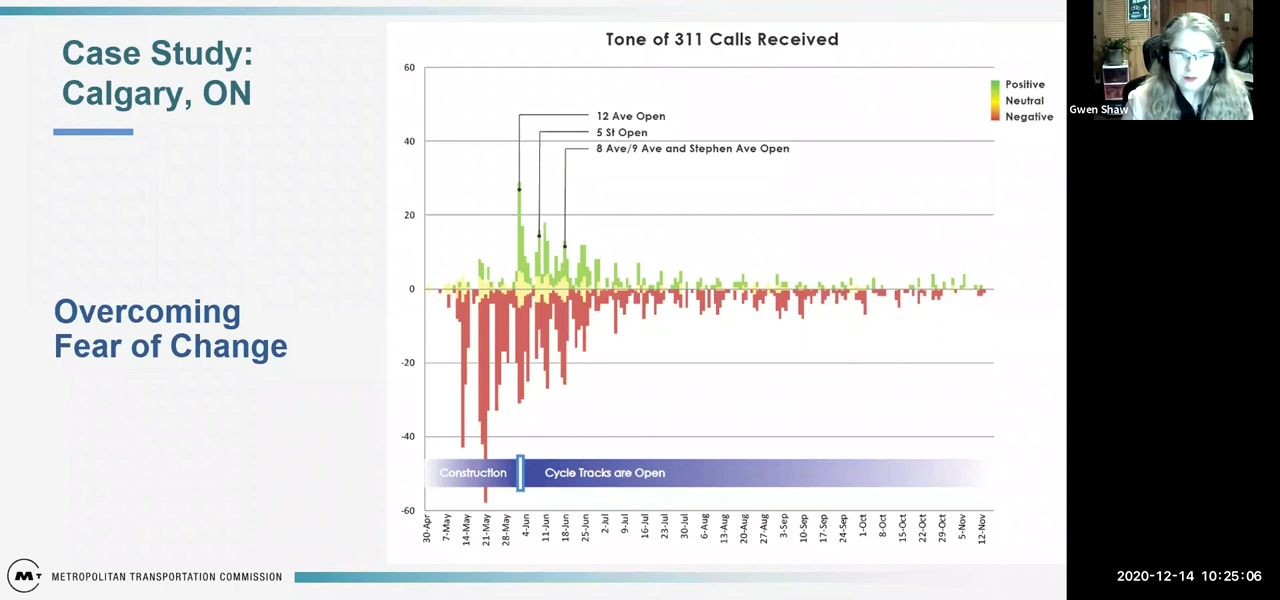 Case Study:
Calgary, ON
Overcoming
Fear of Change
Tone of 311 Calls Received
60
40
20
0
-20
-40
-60
12 Ave Open
5 St Open
8 Ave/9 Ave and Stephen Ave Open
Positive
Neutral
Negative
Construction
Cycle Tracks are Open
30-Apr
7-May
14-May
21-May
28-May
4-Jun
11-Jun
18-Jun
25-Jun
2-Jul
9-Jul
16-Jul
23-Jul
30-Jul
6-Aug
13-Aug
20-Aug
27-Aug
3-Sep
10-Sep
17-Sep
24-Sep
1-Oct
8-Oct
15-Oct
22-Oct
29-Oct
5-Nov
12-Nov
MT METROPOLITAN TRANSPORTATION COMMISSION
Gwen Shaw
2020-12-14 10:25:06